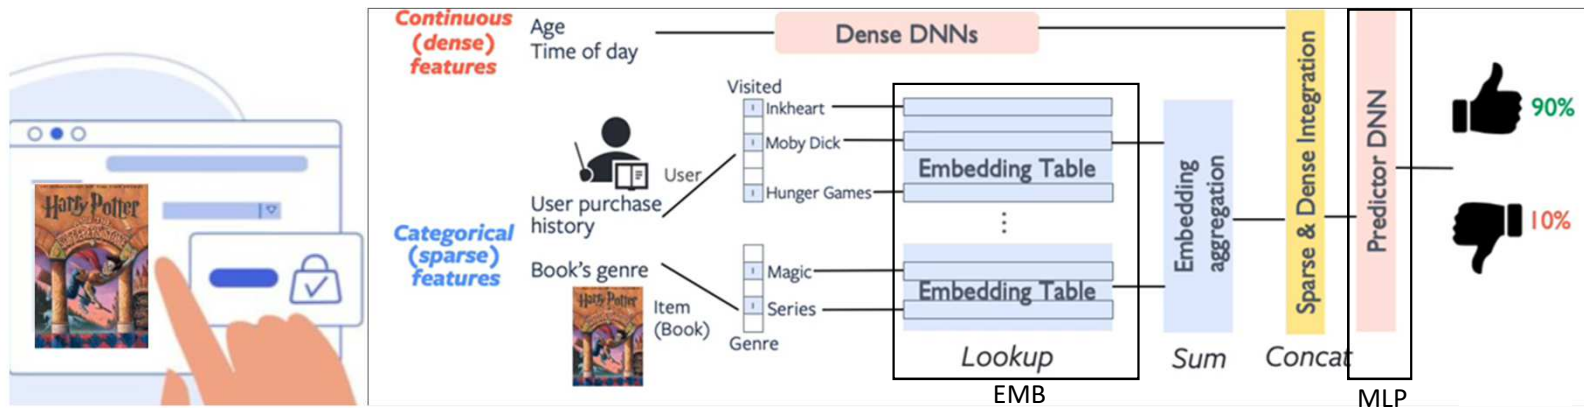 Harry Potter
Continuous
(dense)
features
Age
Time of day
Dense DNNs
Categorical
(sparse)
features
User
User purchase
history
Book's genre
Harry Potter
Item
(Book)
Visited
Inkheart
Moby Dick
Hunger Games
Magic
Series
Genre
Embedding Table
Embedding Table
Lookup
EMB
Embedding
aggregation
Sum
Sparse & Dense Integration
Concat
Predictor DNN
MLP
90%
10%